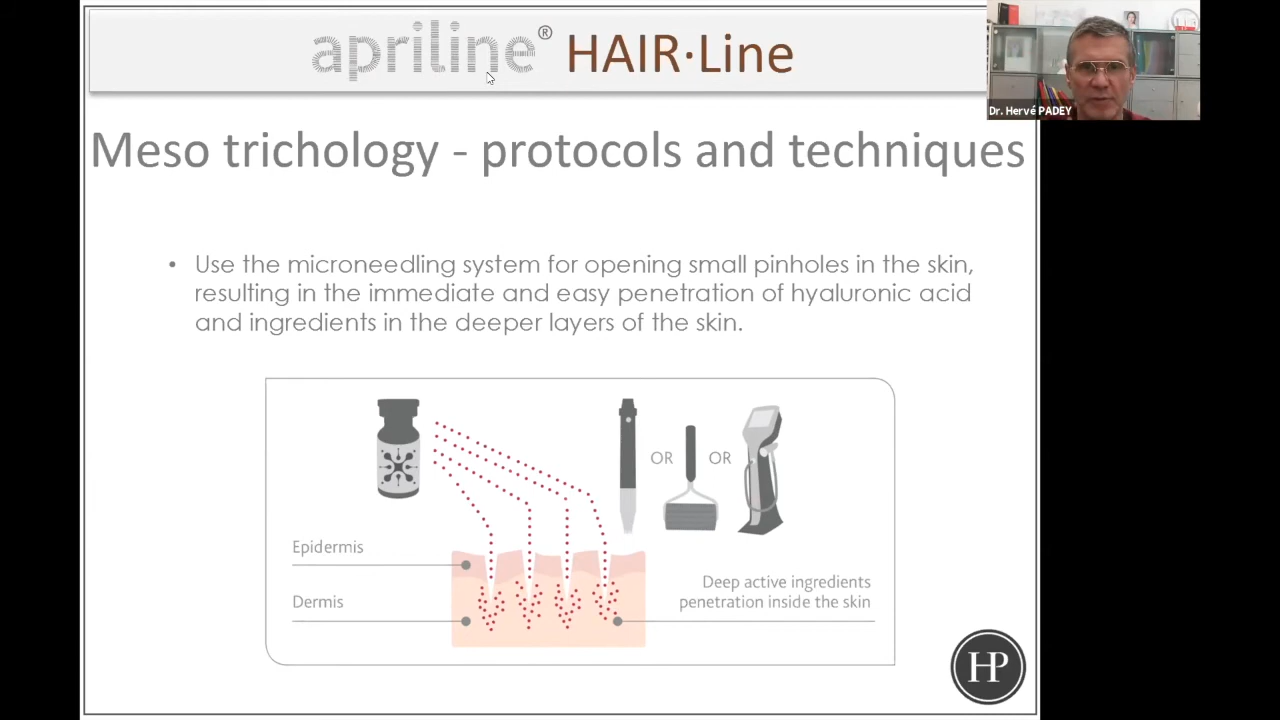 apriline® HAIR·Line
Dr. Hervé PADEY
Meso trichology - protocols and techniques
• Use the microneedling system for opening small pinholes in the skin,
resulting in the immediate and easy penetration of hyaluronic acid
and ingredients in the deeper layers of the skin.
OR OR
Epidermis
Dermis
Deep active ingredients
penetration inside the skin
HP